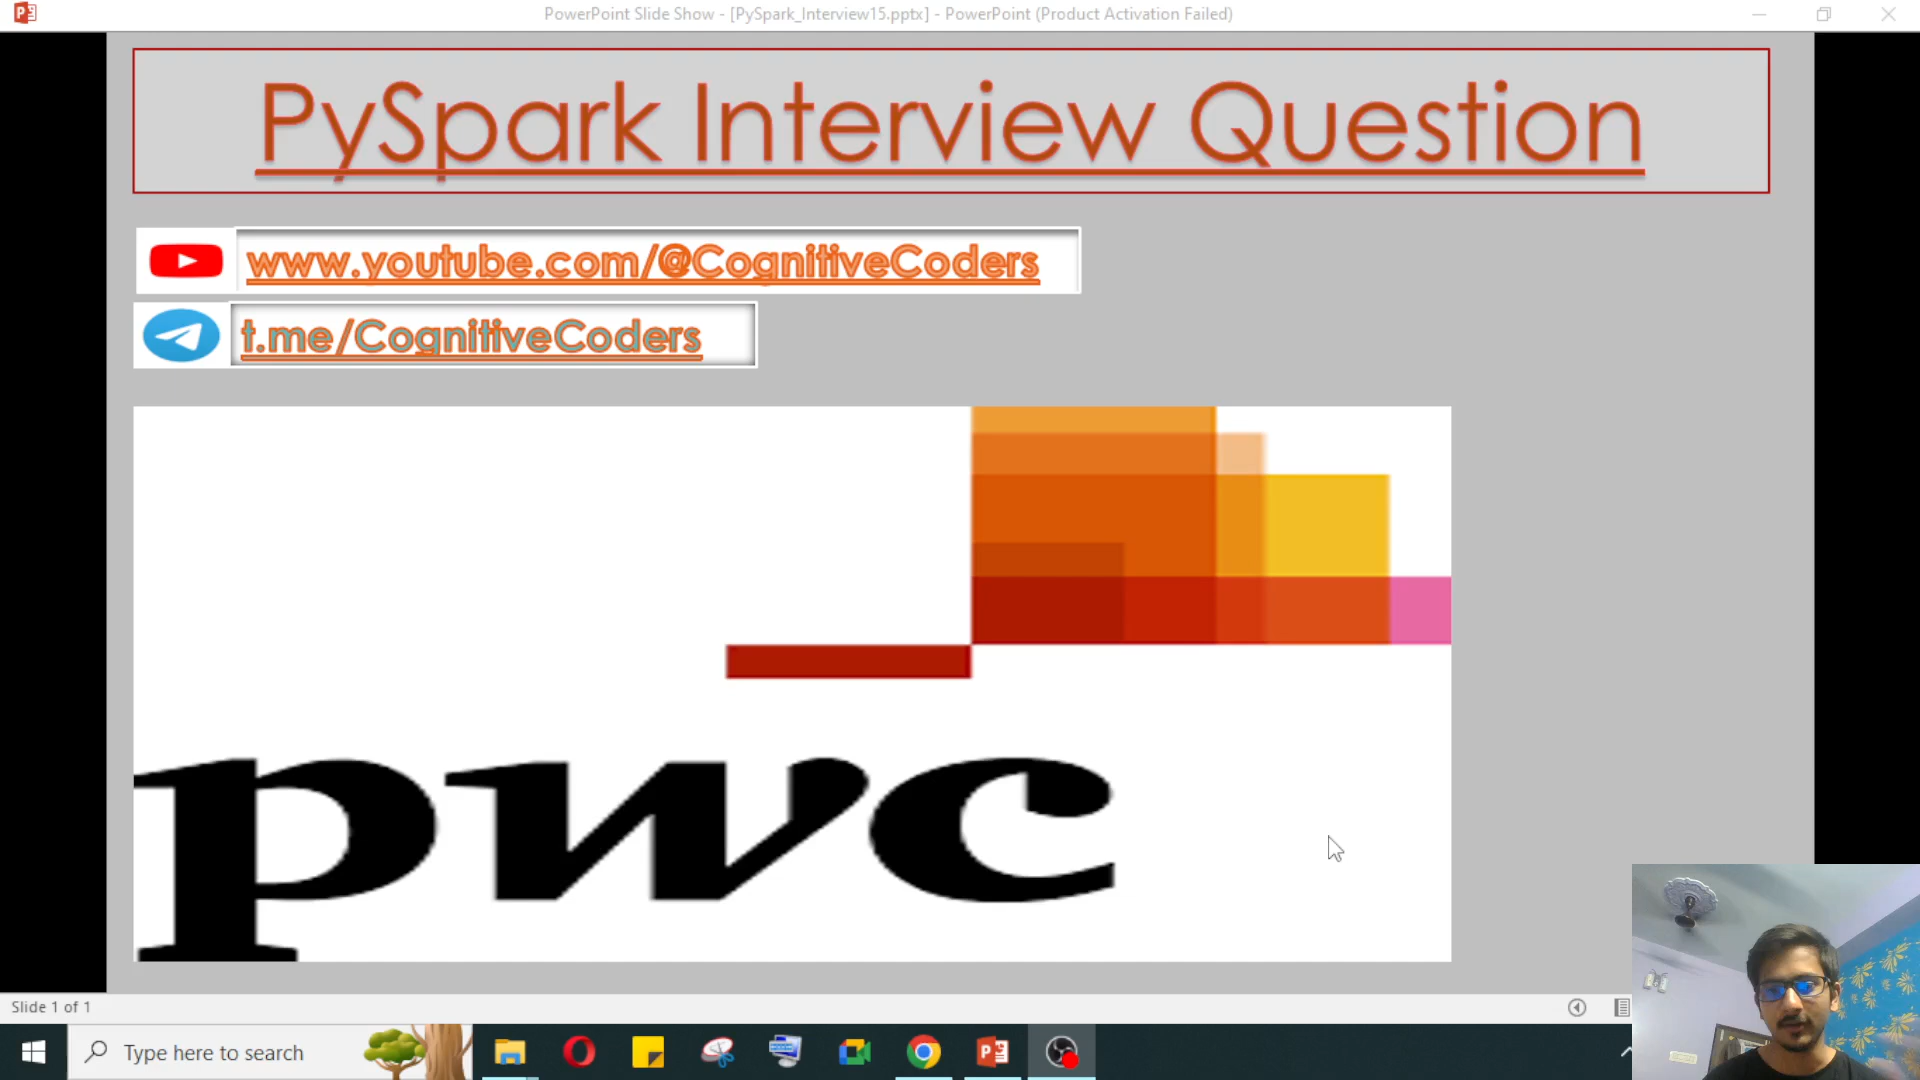 PowerPoint Slide Show - [PySpark_Interview15.pptx] - PowerPoint (Product Activation Failed)
PySpark Interview Question
www.youtube.com/@CognitiveCoders
t.me/CognitiveCoders
pwc
Slide 1 of 1
Type here to search